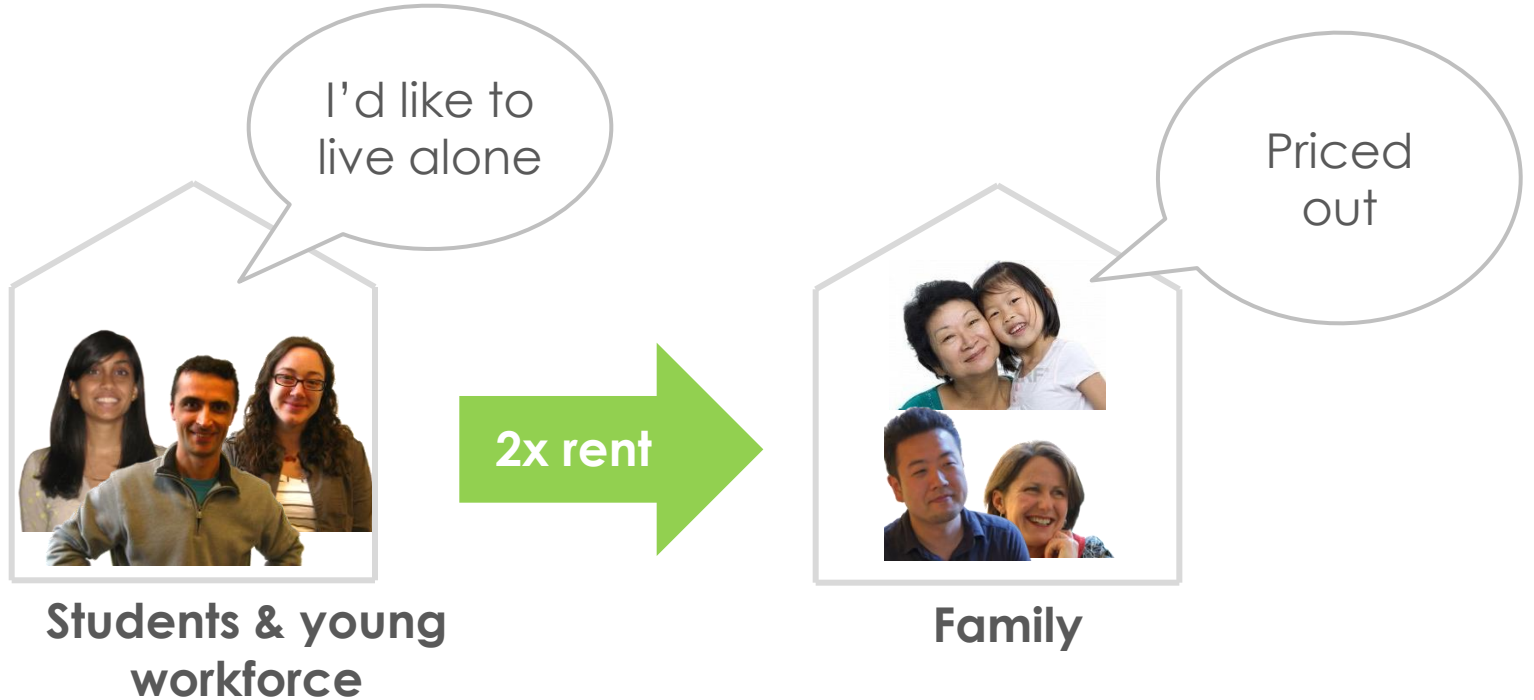 I’d like to
live alone
Priced
out
2x rent
Students & young
workforce
Family